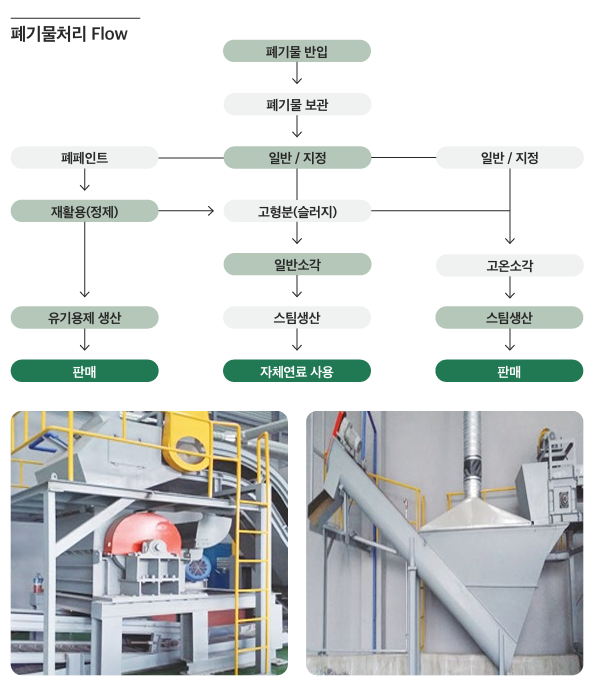 폐기물처리 Flow
폐기물 반입
폐기물 보관
폐페인트
일반 / 지정
일반 / 지정
재활용(정제)
고형분(슬러지)
일반소각
고온소각
유기용제 생산
스팀생산
스팀생산
판매
자체연료 사용
판매